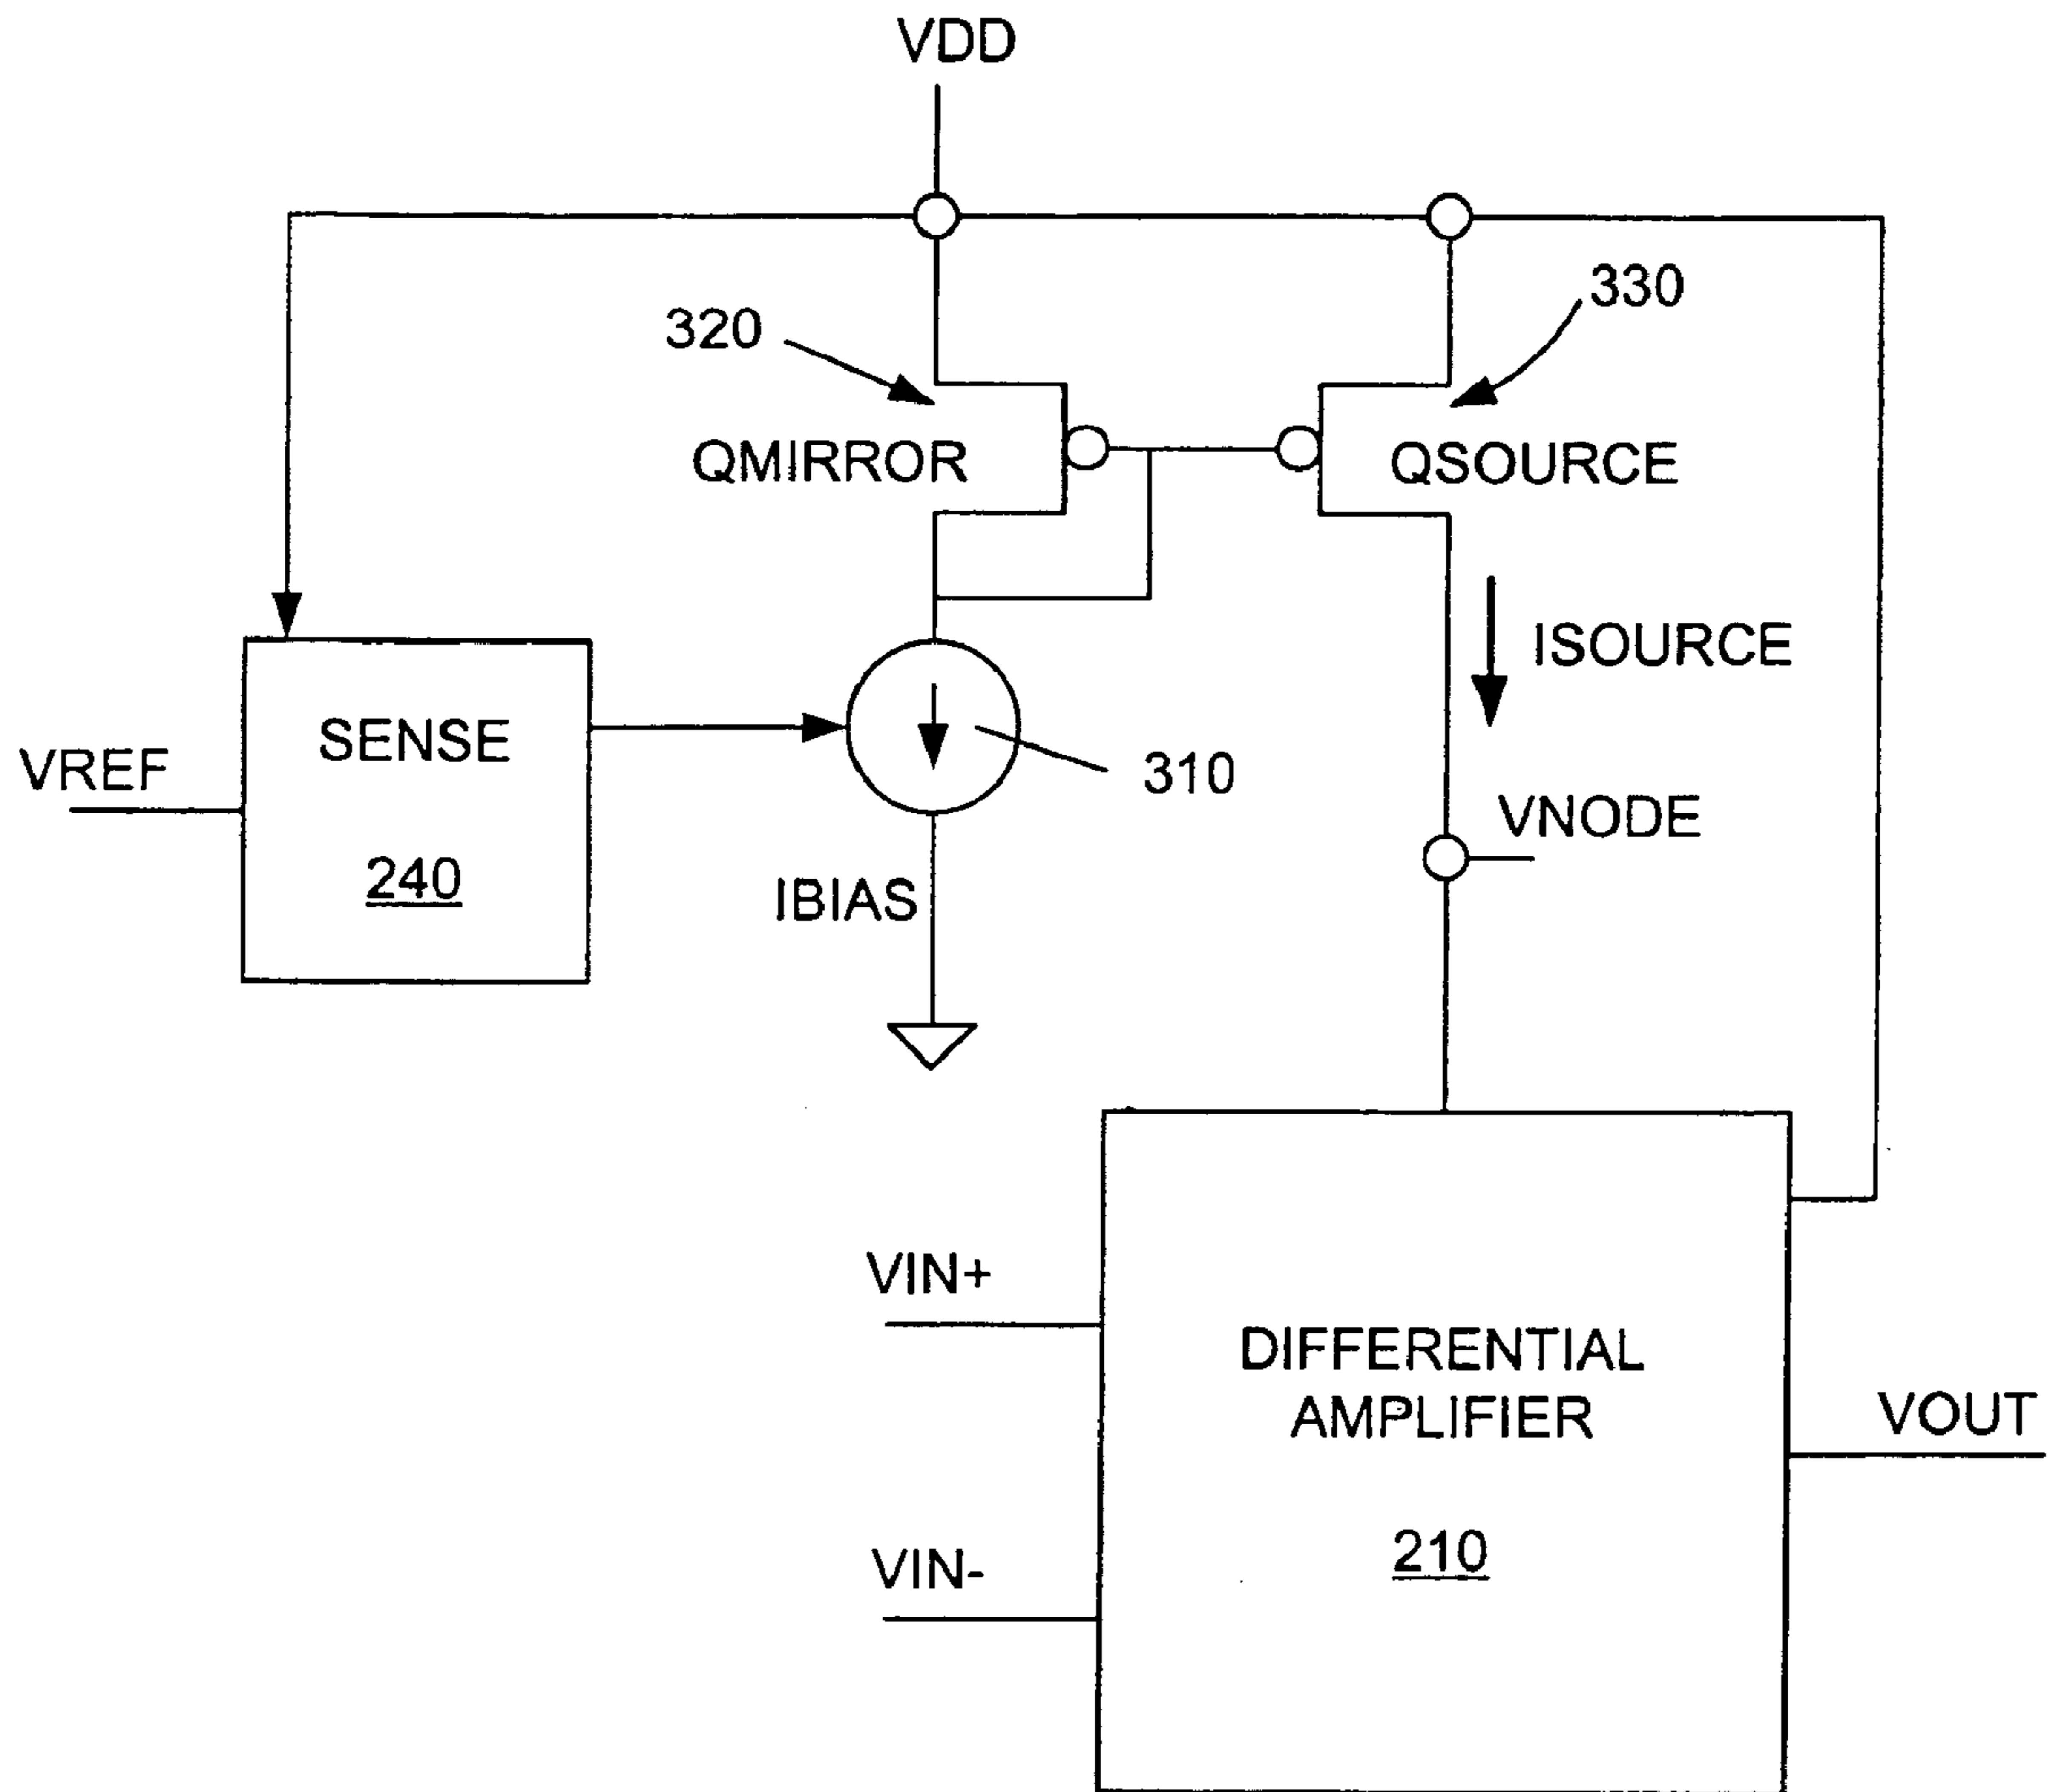 VDD
330
320
QMIRROR
QSOURCE
ISOURCE
SENSE
VREF
310
VNODE
240
IBIAS
VIN+
DIFFERENTIAL
AMPLIFIER
VOUT
210
VIN-